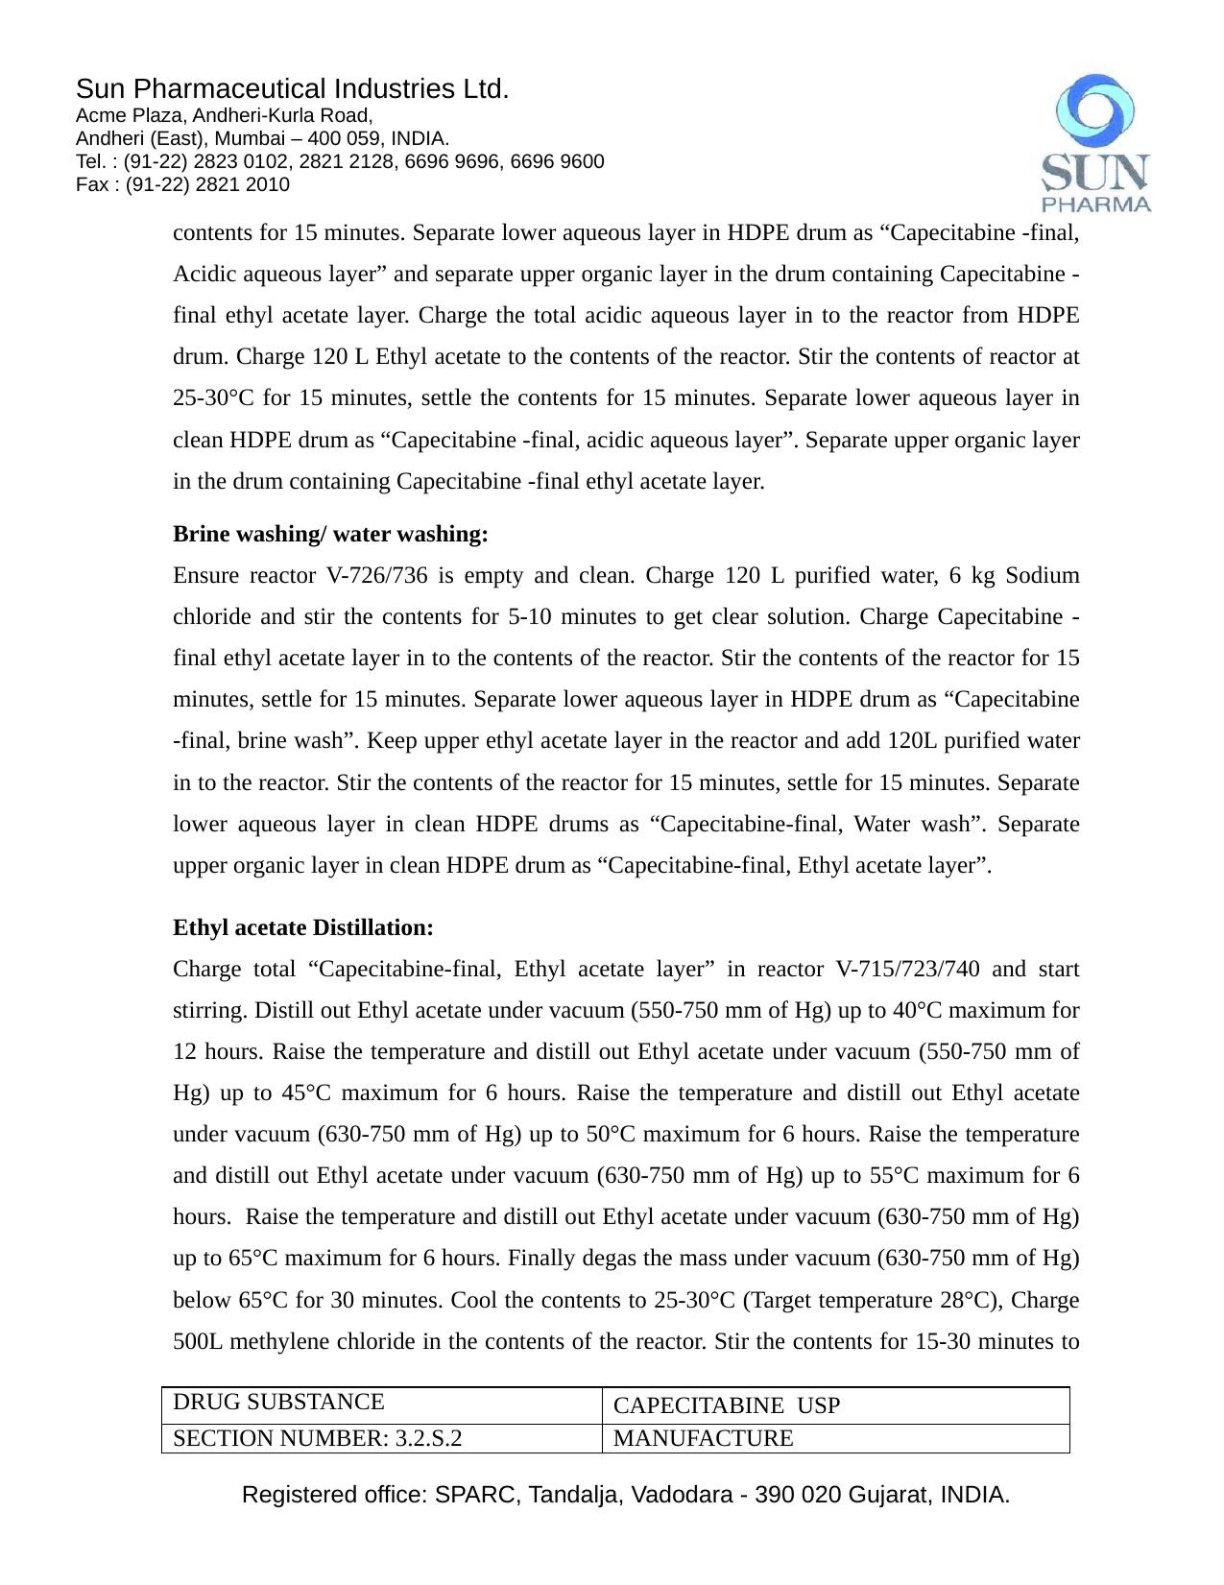 Sun Pharmaceutical Industries Ltd.
Acme Plaza, Andheri-Kurla Road,
Andheri (East), Mumbai – 400 059, INDIA.
Tel. : (91-22) 2823 0102, 2821 2128, 6696 9696, 6696 9600
Fax : (91-22) 2821 2010
SUN
PHARMA
contents for 15 minutes. Separate lower aqueous layer in HDPE drum as “Capecitabine -final,
Acidic aqueous layer” and separate upper organic layer in the drum containing Capecitabine -
final ethyl acetate layer. Charge the total acidic aqueous layer in to the reactor from HDPE
drum. Charge 120 L Ethyl acetate to the contents of the reactor. Stir the contents of reactor at
25-30°C for 15 minutes, settle the contents for 15 minutes. Separate lower aqueous layer in
clean HDPE drum as “Capecitabine -final, acidic aqueous layer”. Separate upper organic layer
in the drum containing Capecitabine -final ethyl acetate layer.
Brine washing/ water washing:
Ensure reactor V-726/736 is empty and clean. Charge 120 L purified water, 6 kg Sodium
chloride and stir the contents for 5-10 minutes to get clear solution. Charge Capecitabine -
final ethyl acetate layer in to the contents of the reactor. Stir the contents of the reactor for 15
minutes, settle for 15 minutes. Separate lower aqueous layer in HDPE drum as “Capecitabine
-final, brine wash”. Keep upper ethyl acetate layer in the reactor and add 120L purified water
in to the reactor. Stir the contents of the reactor for 15 minutes, settle for 15 minutes. Separate
lower aqueous layer in clean HDPE drums as “Capecitabine-final, Water wash”. Separate
upper organic layer in clean HDPE drum as “Capecitabine-final, Ethyl acetate layer”.
Ethyl acetate Distillation:
Charge total “Capecitabine-final, Ethyl acetate layer” in reactor V-715/723/740 and start
stirring. Distill out Ethyl acetate under vacuum (550-750 mm of Hg) up to 40°C maximum for
12 hours. Raise the temperature and distill out Ethyl acetate under vacuum (550-750 mm of
Hg) up to 45°C maximum for 6 hours. Raise the temperature and distill out Ethyl acetate
under vacuum (630-750 mm of Hg) up to 50°C maximum for 6 hours. Raise the temperature
and distill out Ethyl acetate under vacuum (630-750 mm of Hg) up to 55°C maximum for 6
hours.  Raise the temperature and distill out Ethyl acetate under vacuum (630-750 mm of Hg)
up to 65°C maximum for 6 hours. Finally degas the mass under vacuum (630-750 mm of Hg)
below 65°C for 30 minutes. Cool the contents to 25-30°C (Target temperature 28°C), Charge
500L methylene chloride in the contents of the reactor. Stir the contents for 15-30 minutes to
DRUG SUBSTANCE
CAPECITABINE  USP
SECTION NUMBER: 3.2.S.2
MANUFACTURE
Registered office: SPARC, Tandalja, Vadodara - 390 020 Gujarat, INDIA.